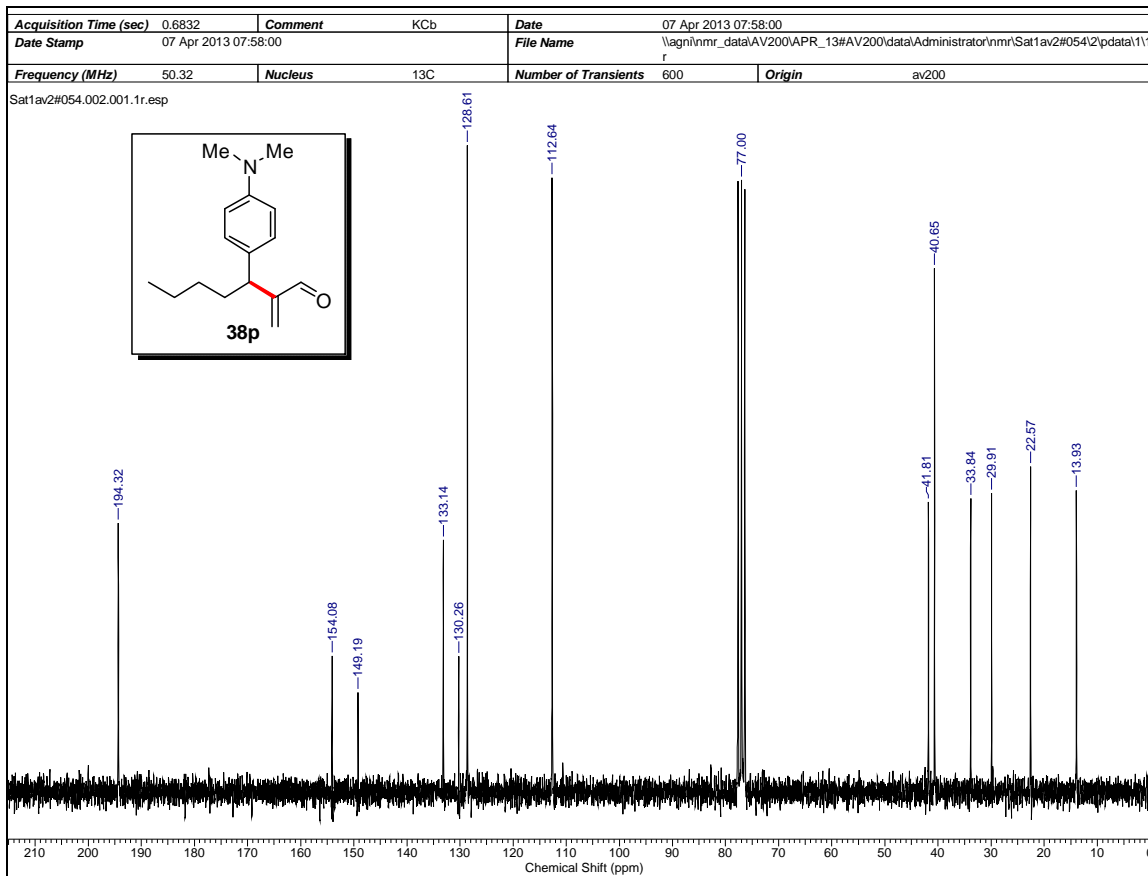 Acquisition Time (sec) 0.6832 Comment KCb Date 07 Apr 2013 07:58:00
Date Stamp 07 Apr 2013 07:58:00 File Name \\agni\nmr_data\AV200\APR_13#AV200\data\Administrator\nmr\Sat1av2#054\2\pdata\1\1
r
Frequency (MHz) 50.32 Nucleus 13C Number of Transients 600 Origin av200
Sat1av2#054.002.001.1r.esp
Me N Me
O
38p
194.32
154.08
149.19
133.14
130.26
128.61
112.64
77.00
41.81
40.65
33.84
29.91
22.57
13.93
210 200 190 180 170 160 150 140 130 120 110 100 90 80 70 60 50 40 30 20 10
Chemical Shift (ppm)